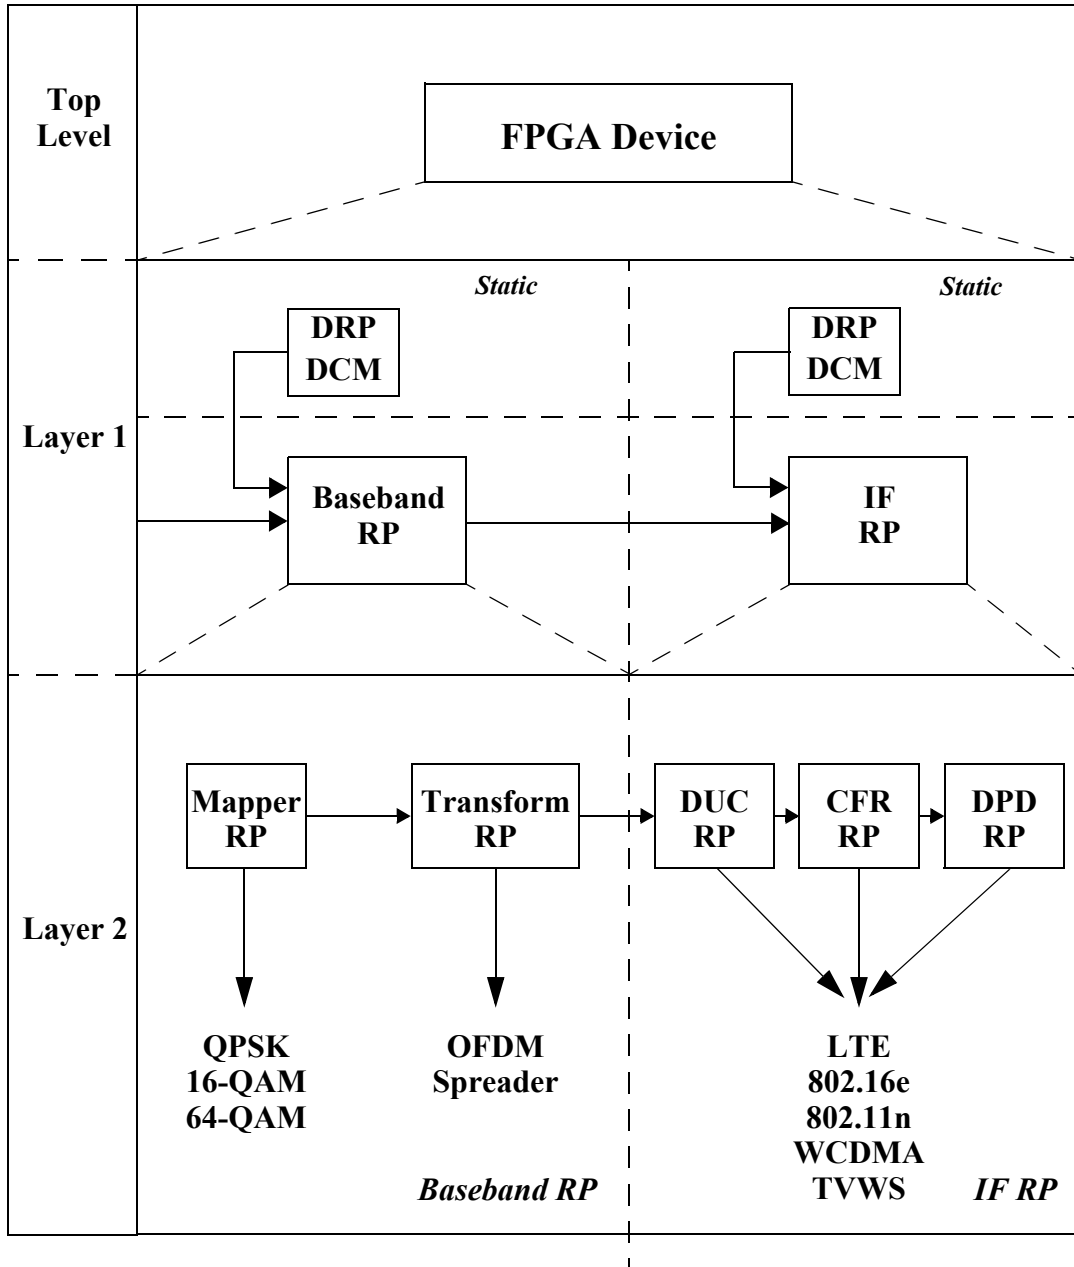 Top
Level
FPGA Device
Static
Static
DRP
DCM
DRP
DCM
Layer 1
Baseband
RP
IF
RP
Mapper
RP
Transform
RP
DUC
RP
CFR
RP
DPD
RP
Layer 2
QPSK
16-QAM
64-QAM
OFDM
Spreader
LTE
802.16e
802.11n
WCDMA
TVWS
Baseband RP
IF RP